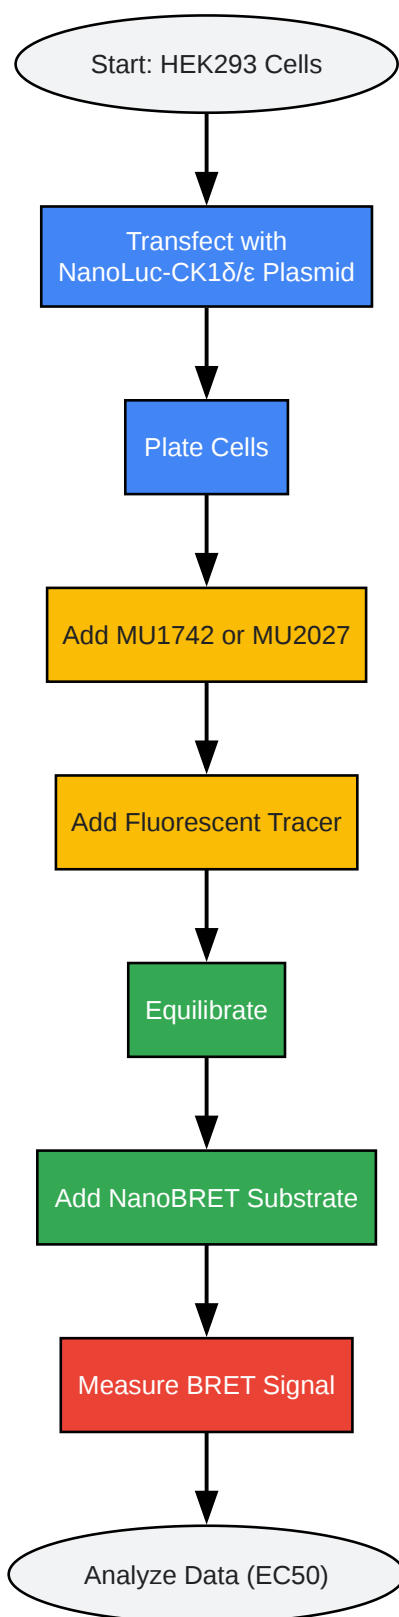 Start: HEK293 Cells
Transfect with
NanoLuc-CK1δ/ε Plasmid
Plate Cells
Add MU1742 or MU2027
Add Fluorescent Tracer
Equilibrate
Add NanoBRET Substrate
Measure BRET Signal
Analyze Data (EC50)